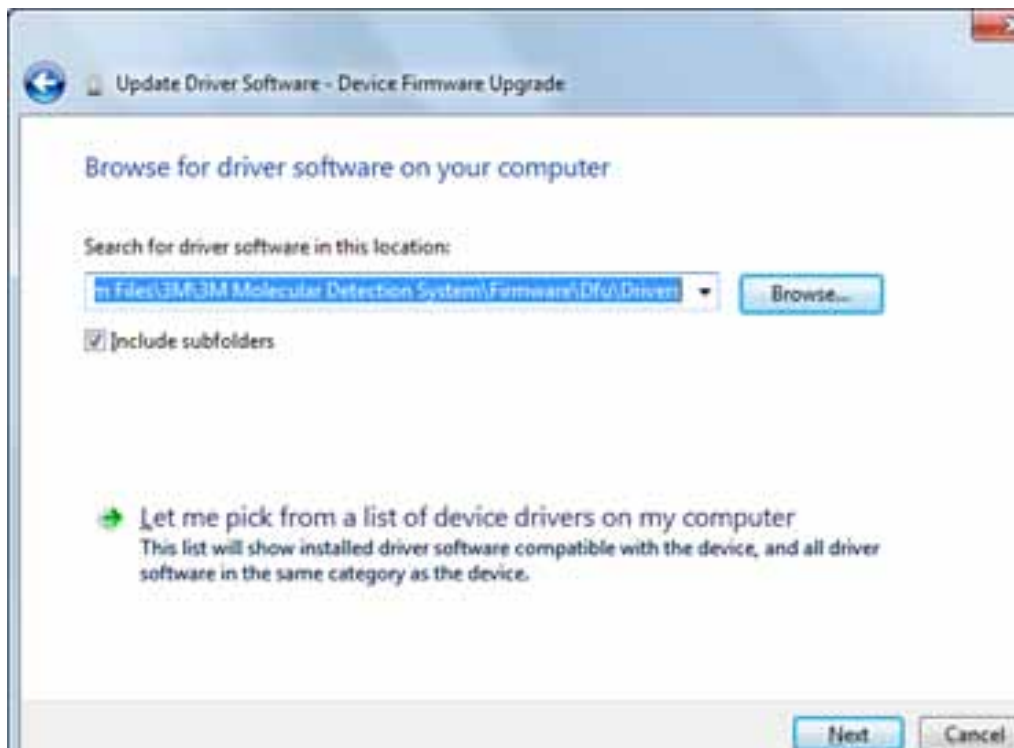 Update Driver Software - Device Firmware Upgrade
Browse for driver software on your computer
Search for driver software in this location:
m Files\3M\3M Molecular Detection System\Firmware\Dfu\Drivers
Browse...
Include subfolders
Let me pick from a list of device drivers on my computer
This list will show installed driver software compatible with the device, and all driver
software in the same category as the device.
Next
Cancel